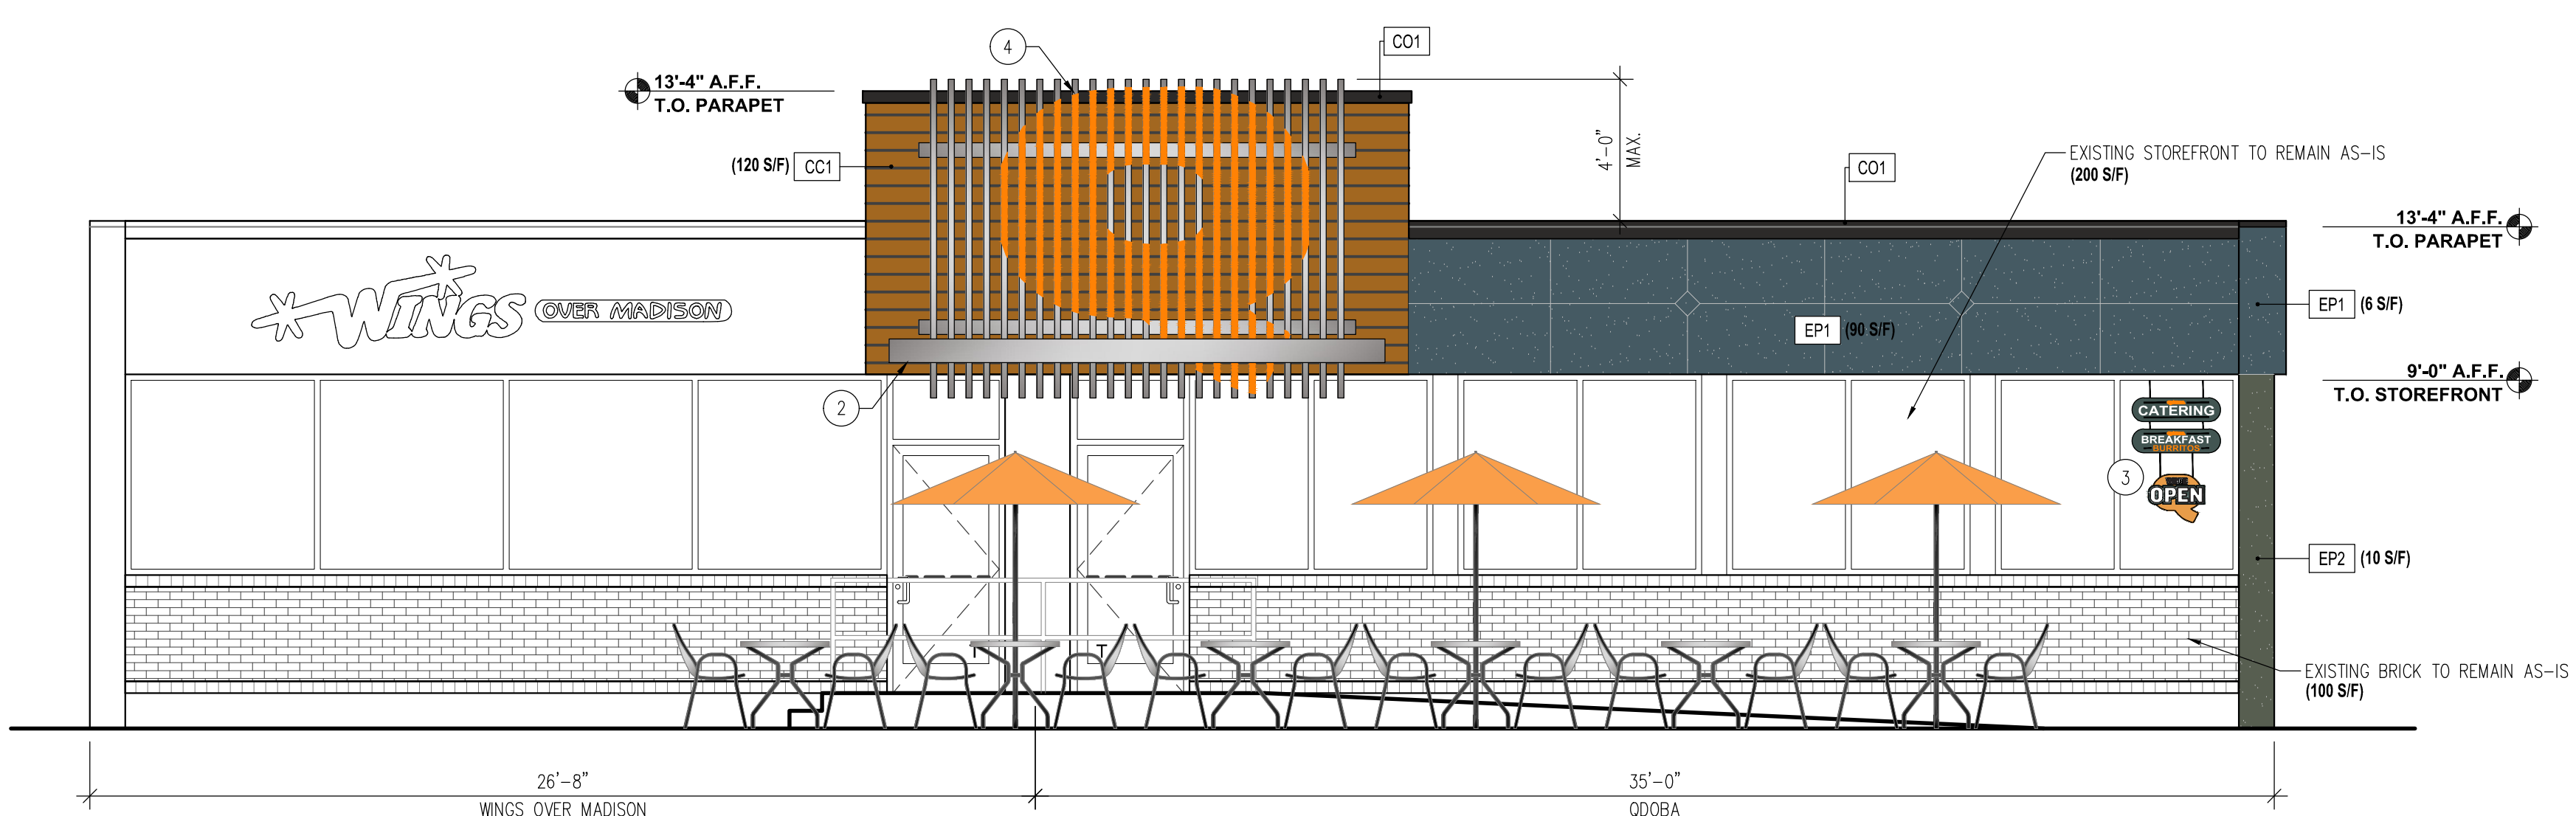 4
CO1
13'-4" A.F.F.
T.O. PARAPET
(120 S/F) CC1
4'-0"
MAX.
CO1
EXISTING STOREFRONT TO REMAIN AS-IS
(200 S/F)
13'-4" A.F.F.
T.O. PARAPET
WINGS OVER MADISON
EP1 (90 S/F)
EP1 (6 S/F)
9'-0" A.F.F.
T.O. STOREFRONT
2
CATERING
BREAKFAST
BURRITOS
3
OPEN
EP2 (10 S/F)
EXISTING BRICK TO REMAIN AS-IS
(100 S/F)
26'-8"
WINGS OVER MADISON
35'-0"
QDOBA